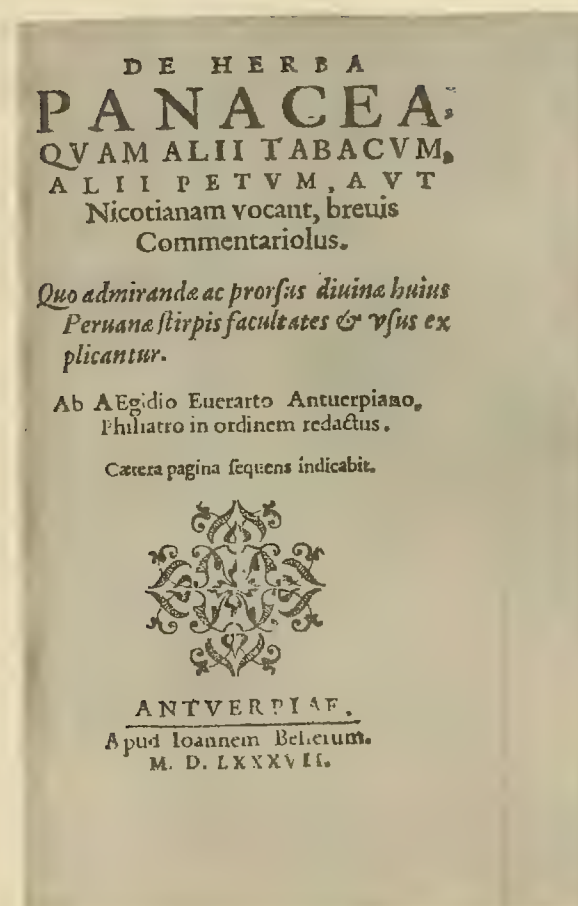 DE HERBA
PANACEA,
QVAM ALII TABACVM,
ALII PETVM, AVT
Nicotianam vocant, breuis
Commentariolus.
Quo admirandæ ac prorſus diuinæ huius
Peruanæ ſtirpis facultates & vſus ex
plicantur.
Ab AEgidio Euerarto Antuerpiano,
Philiatro in ordinem redactus.
Cætera pagina ſequens indicabit.
ANTVERPIAE.
Apud Ioannem Bellerum.
M. D. LXXXVII.